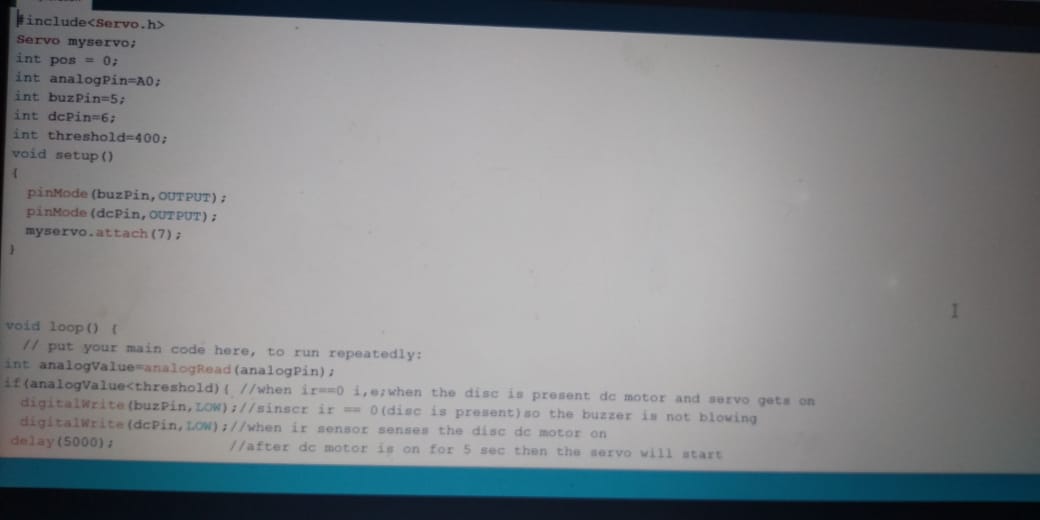 #include<Servo.h>
Servo myservo;
int pos = 0;
int analogPin=A0;
int buzPin=5;
int dcPin=6;
int threshold=400;
void setup()
{
pinMode(buzPin,OUTPUT);
pinMode(dcPin,OUTPUT);
myservo.attach(7);
}
void loop() {
// put your main code here, to run repeatedly:
int analogValue=analogRead(analogPin);
if(analogValue<threshold){ //when ir==0 i,e;when the disc is present dc motor and servo gets on
digitalWrite(buzPin,LOW);//sinscr ir == 0(disc is present)so the buzzer is not blowing
digitalWrite(dcPin,LOW);//when ir sensor senses the disc dc motor on
delay(5000); //after dc motor is on for 5 sec then the servo will start